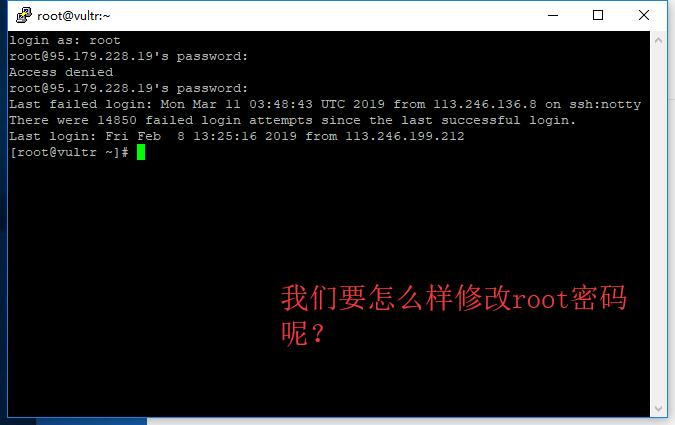 root@vultr:~
login as: root
root@95.179.228.19's password:
Access denied
root@95.179.228.19's password:
Last failed login: Mon Mar 11 03:48:43 UTC 2019 from 113.246.136.8 on ssh:notty
There were 14850 failed login attempts since the last successful login.
Last login: Fri Feb  8 13:25:16 2019 from 113.246.199.212
[root@vultr ~]#
我们要怎么样修改root密码
呢？